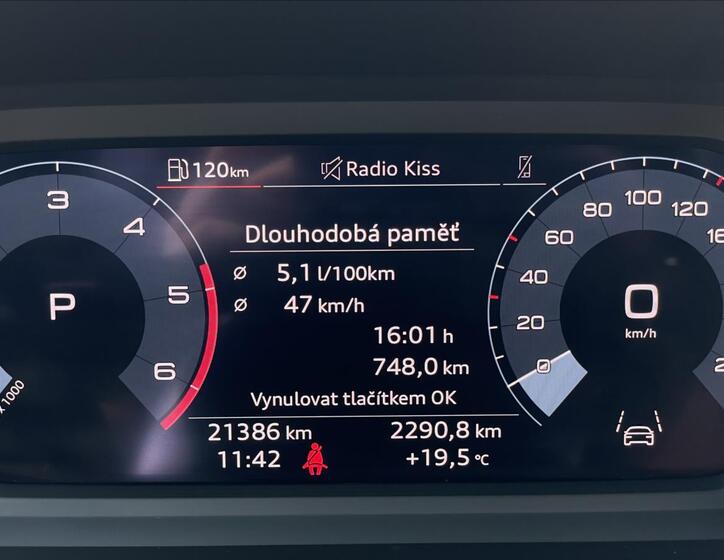 120 km
Radio Kiss
Dlouhodobá paměť
ø 5,1 l/100km
ø 47 km/h
16:01 h
748,0 km
Vynulovat tlačítkem OK
21386 km
2290,8 km
11:42
+19,5 °C
3
4
5
6
x 1000
P
0
20
40
60
80
100
120
0
km/h